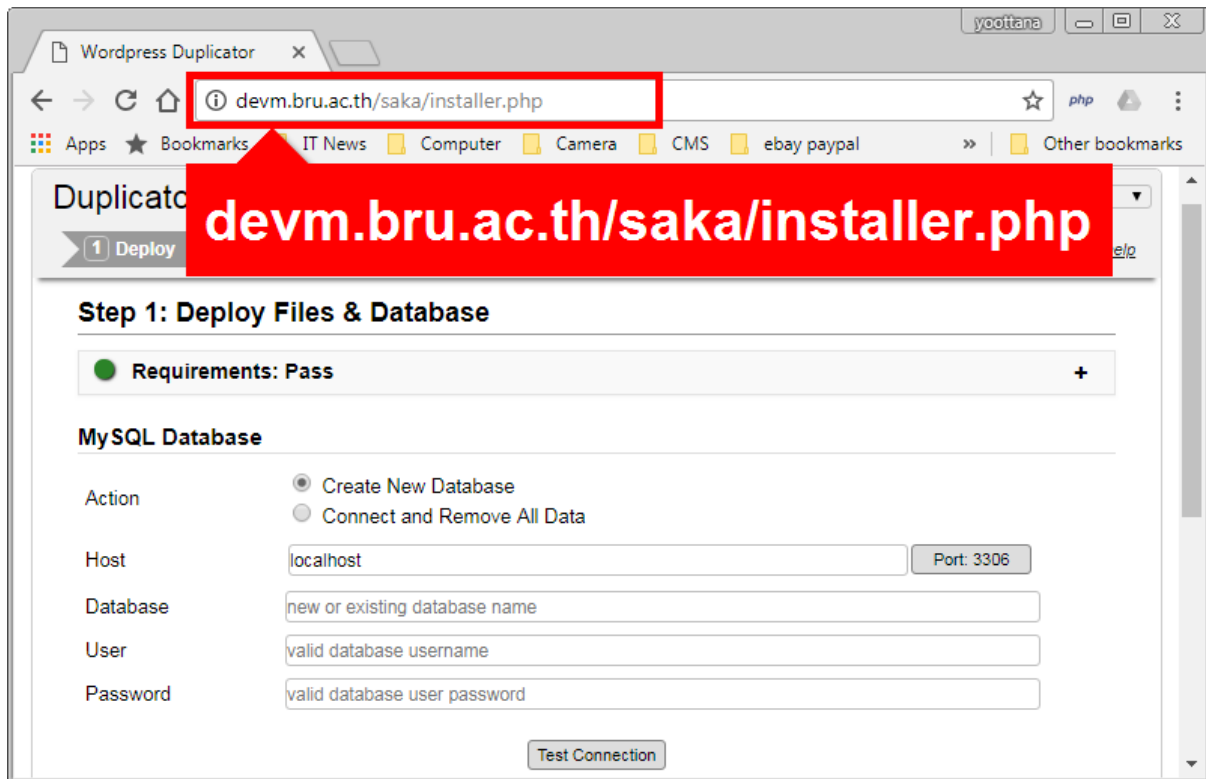 yoottana
Wordpress Duplicator
devm.bru.ac.th/saka/installer.php
php
Apps Bookmarks IT News Computer Camera CMS ebay paypal » Other bookmarks
devm.bru.ac.th/saka/installer.php
1 Deploy
Step 1: Deploy Files & Database
Requirements: Pass +
MySQL Database
Action
Create New Database
Connect and Remove All Data
Host localhost Port: 3306
Database new or existing database name
User valid database username
Password valid database user password
Test Connection